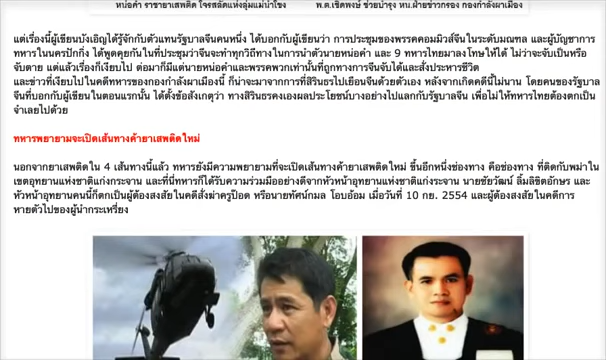 หน่อคำ ราชายาเสพติด โจรสลัดแห่งลุ่มแม่น้ำโขง
พ.ต.เชิดพงษ์ ช่วยบำรุง หน.ฝ่ายข่าวกรอง กองกำลังผาเมือง
แต่เรื่องนี้ผู้เขียนบังเอิญได้รู้จักกับตัวแทนรัฐบาลจีนคนหนึ่ง ได้บอกกับผู้เขียนว่า การประชุมของพรรคคอมมิวส์จีนในระดับมณฑล และผู้บัญชาการ
ทหารในนครปักกิ่ง ได้พูดคุยกันในที่ประชุมว่าจีนจะทำทุกวิถีทางในการนำตัวนายหน่อคำ และ 9 ทหารไทยมาลงโทษให้ได้ ไม่ว่าจะจับเป็นหรือ
จับตาย แต่แล้วเรื่องก็เงียบไป ต่อมาก็มีแต่นายหน่อคำและพรรคพวกเท่านั้นที่ถูกทางการจีนจับได้และสั่งประหารชีวิต
และข่าวที่เงียบไปในคดีทหารของกองกำลังผาเมืองนี้ ก็น่าจะมาจากการที่สิรินธรไปเยือนจีนด้วยตัวเอง หลังจากเกิดคดีนี้ไม่นาน โดยคนของรัฐบาล
จีนที่บอกกับผู้เขียนในตอนแรกนั้น ได้ตั้งข้อสังเกตุว่า ทางสิรินธรคงเองผลประโยชน์บางอย่างไปแลกกับรัฐบาลจีน เพื่อไม่ให้ทหารไทยต้องตกเป็น
จำเลยไปด้วย
ทหารพยายามจะเปิดเส้นทางค้ายาเสพติดใหม่
นอกจากยาเสพติดใน 4 เส้นทางนี้แล้ว ทหารยังมีความพยายามที่จะเปิดเส้นทางค้ายาเสพติดใหม่ ขึ้นอีกหนึ่งช่องทาง คือช่องทาง ที่ติดกับพม่าใน
เขตอุทยานแห่งชาติแก่งกระจาน และที่นี่ทหารก็ได้รับความร่วมมืออย่างดีจากหัวหน้าอุทยานแห่งชาติแก่งกระจาน นายชัยวัฒน์ ลิ้มลิขิตอักษร และ
หัวหน้าอุทยานคนนี้ก็ตกเป็นผู้ต้องสงสัยในคดีสั่งฆ่าครูป๊อด หรือนายทัศน์กมล โอบอ้อม เมื่อวันที่ 10 กย. 2554 และผู้ต้องสงสัยในคดีการ
หายตัวไปของผู้นำกระเหรี่ยง